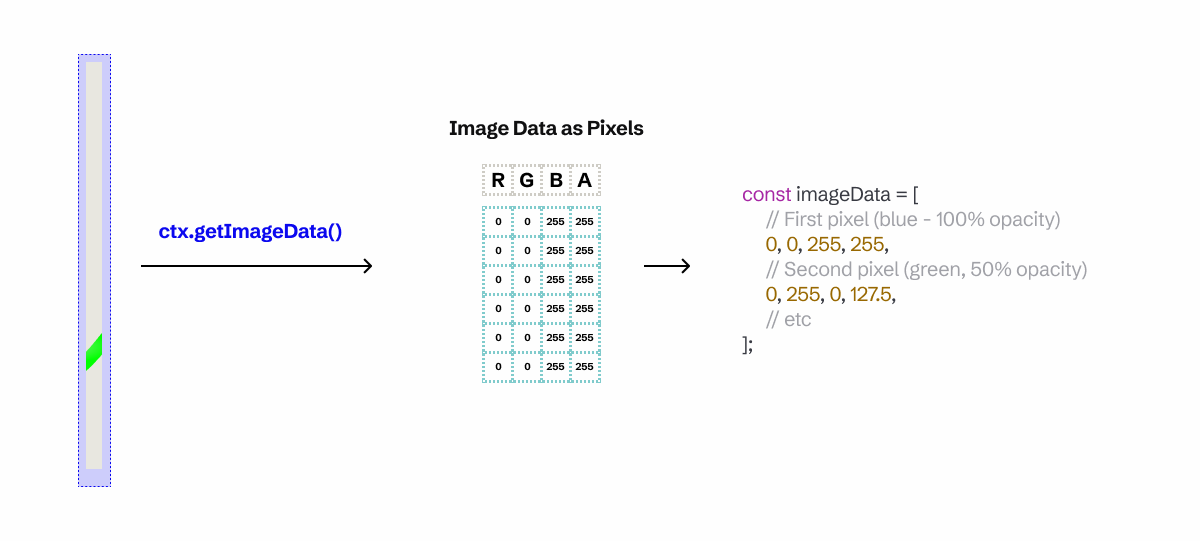 Image Data as Pixels
R G B A
0 0 255 255
0 0 255 255
0 0 255 255
0 0 255 255
0 0 255 255
0 0 255 255
ctx.getImageData()
const imageData = [
// First pixel (blue - 100% opacity)
0, 0, 255, 255,
// Second pixel (green, 50% opacity)
0, 255, 0, 127.5,
// etc
];